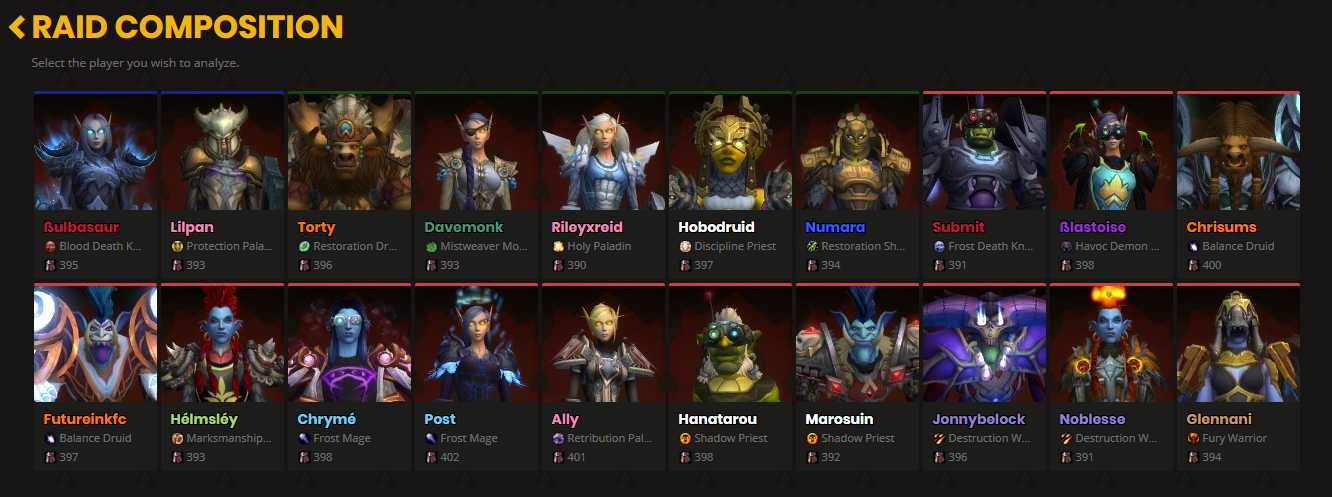 RAID COMPOSITION
Select the player you wish to analyze.
ßulbasaur
Blood Death K...
395
Lilpan
Protection Pala...
393
Torty
Restoration Dr...
396
Davemonk
Mistweaver Mo...
393
Rileyxreid
Holy Paladin
390
Hobodruid
Discipline Priest
397
Numara
Restoration Sh...
394
Submit
Frost Death Kn...
391
ßlastoise
Havoc Demon ...
398
Chrisums
Balance Druid
400
Futureinkfc
Balance Druid
397
Hélmsléy
Marksmanship...
393
Chrymé
Frost Mage
398
Post
Frost Mage
402
Ally
Retribution Pal...
401
Hanatarou
Shadow Priest
398
Marosuin
Shadow Priest
392
Jonnybelock
Destruction W...
396
Noblesse
Destruction W...
391
Glennani
Fury Warrior
394